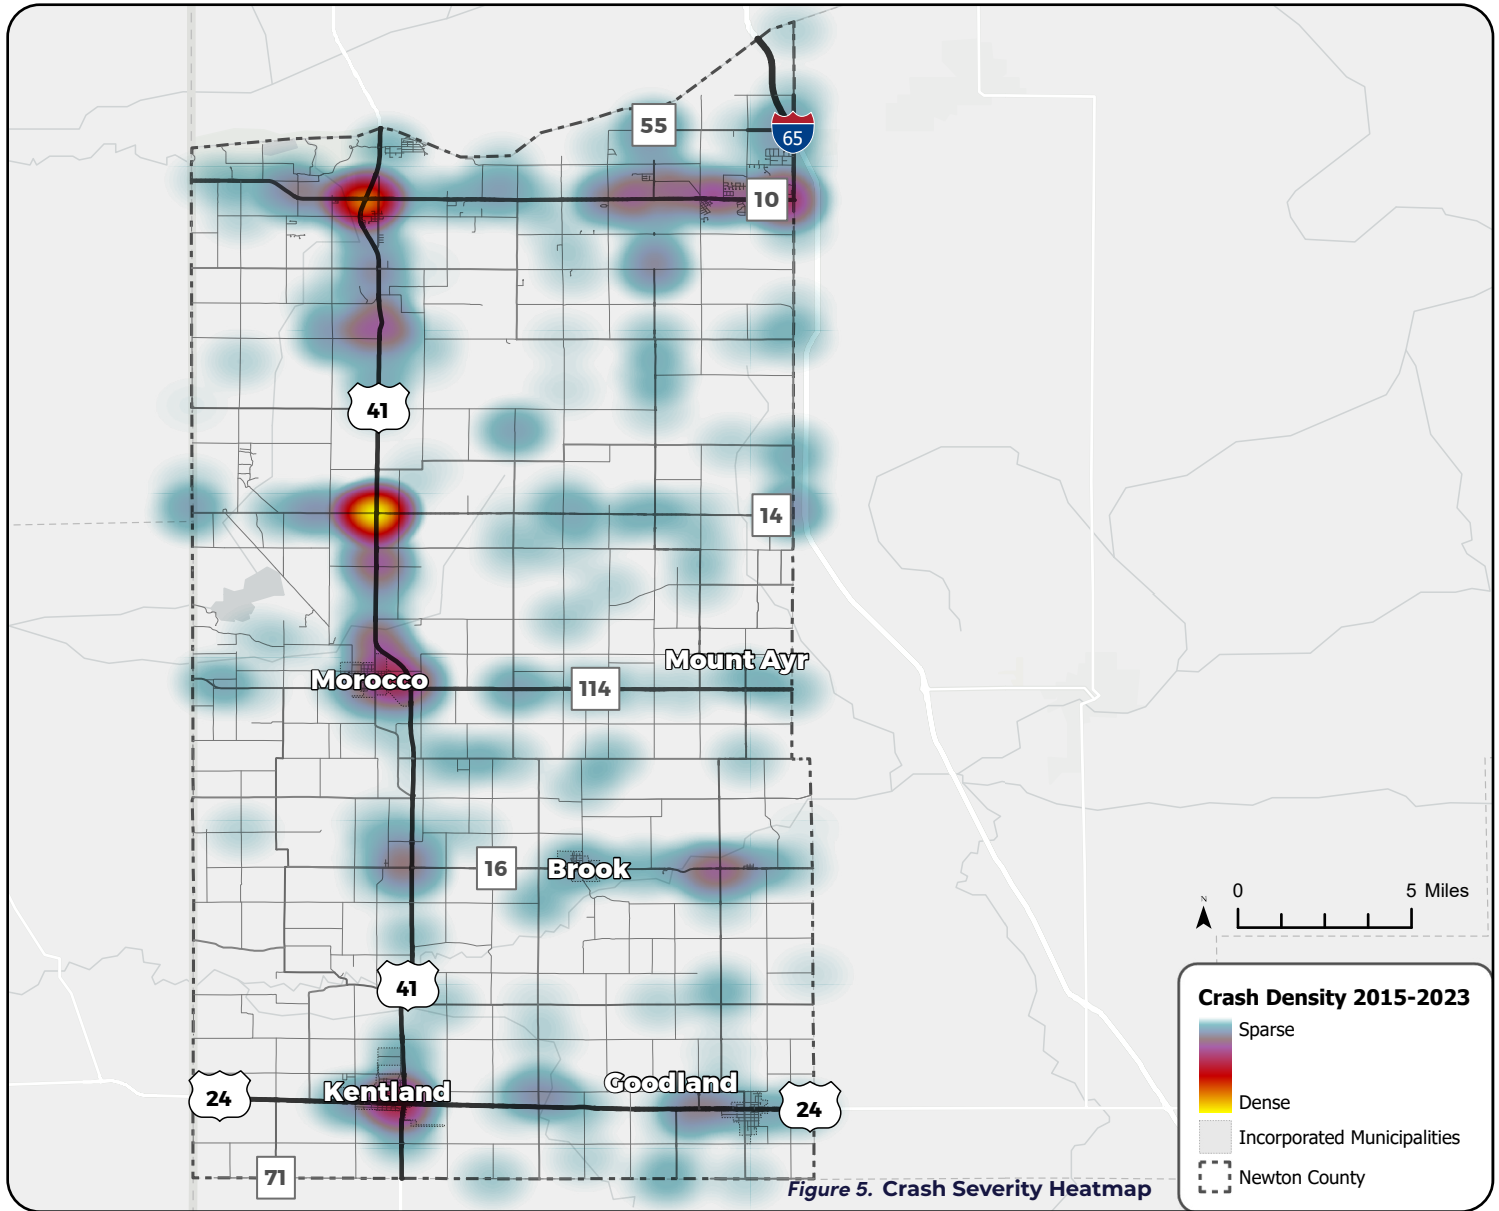 55
65
10
41
14
Mount Ayr
Morocco
114
16
Brook
0 5 Miles
N
41
Crash Density 2015-2023
Sparse
Dense
Incorporated Municipalities
Newton County
Kentland
Goodland
24
24
71
Figure 5. Crash Severity Heatmap